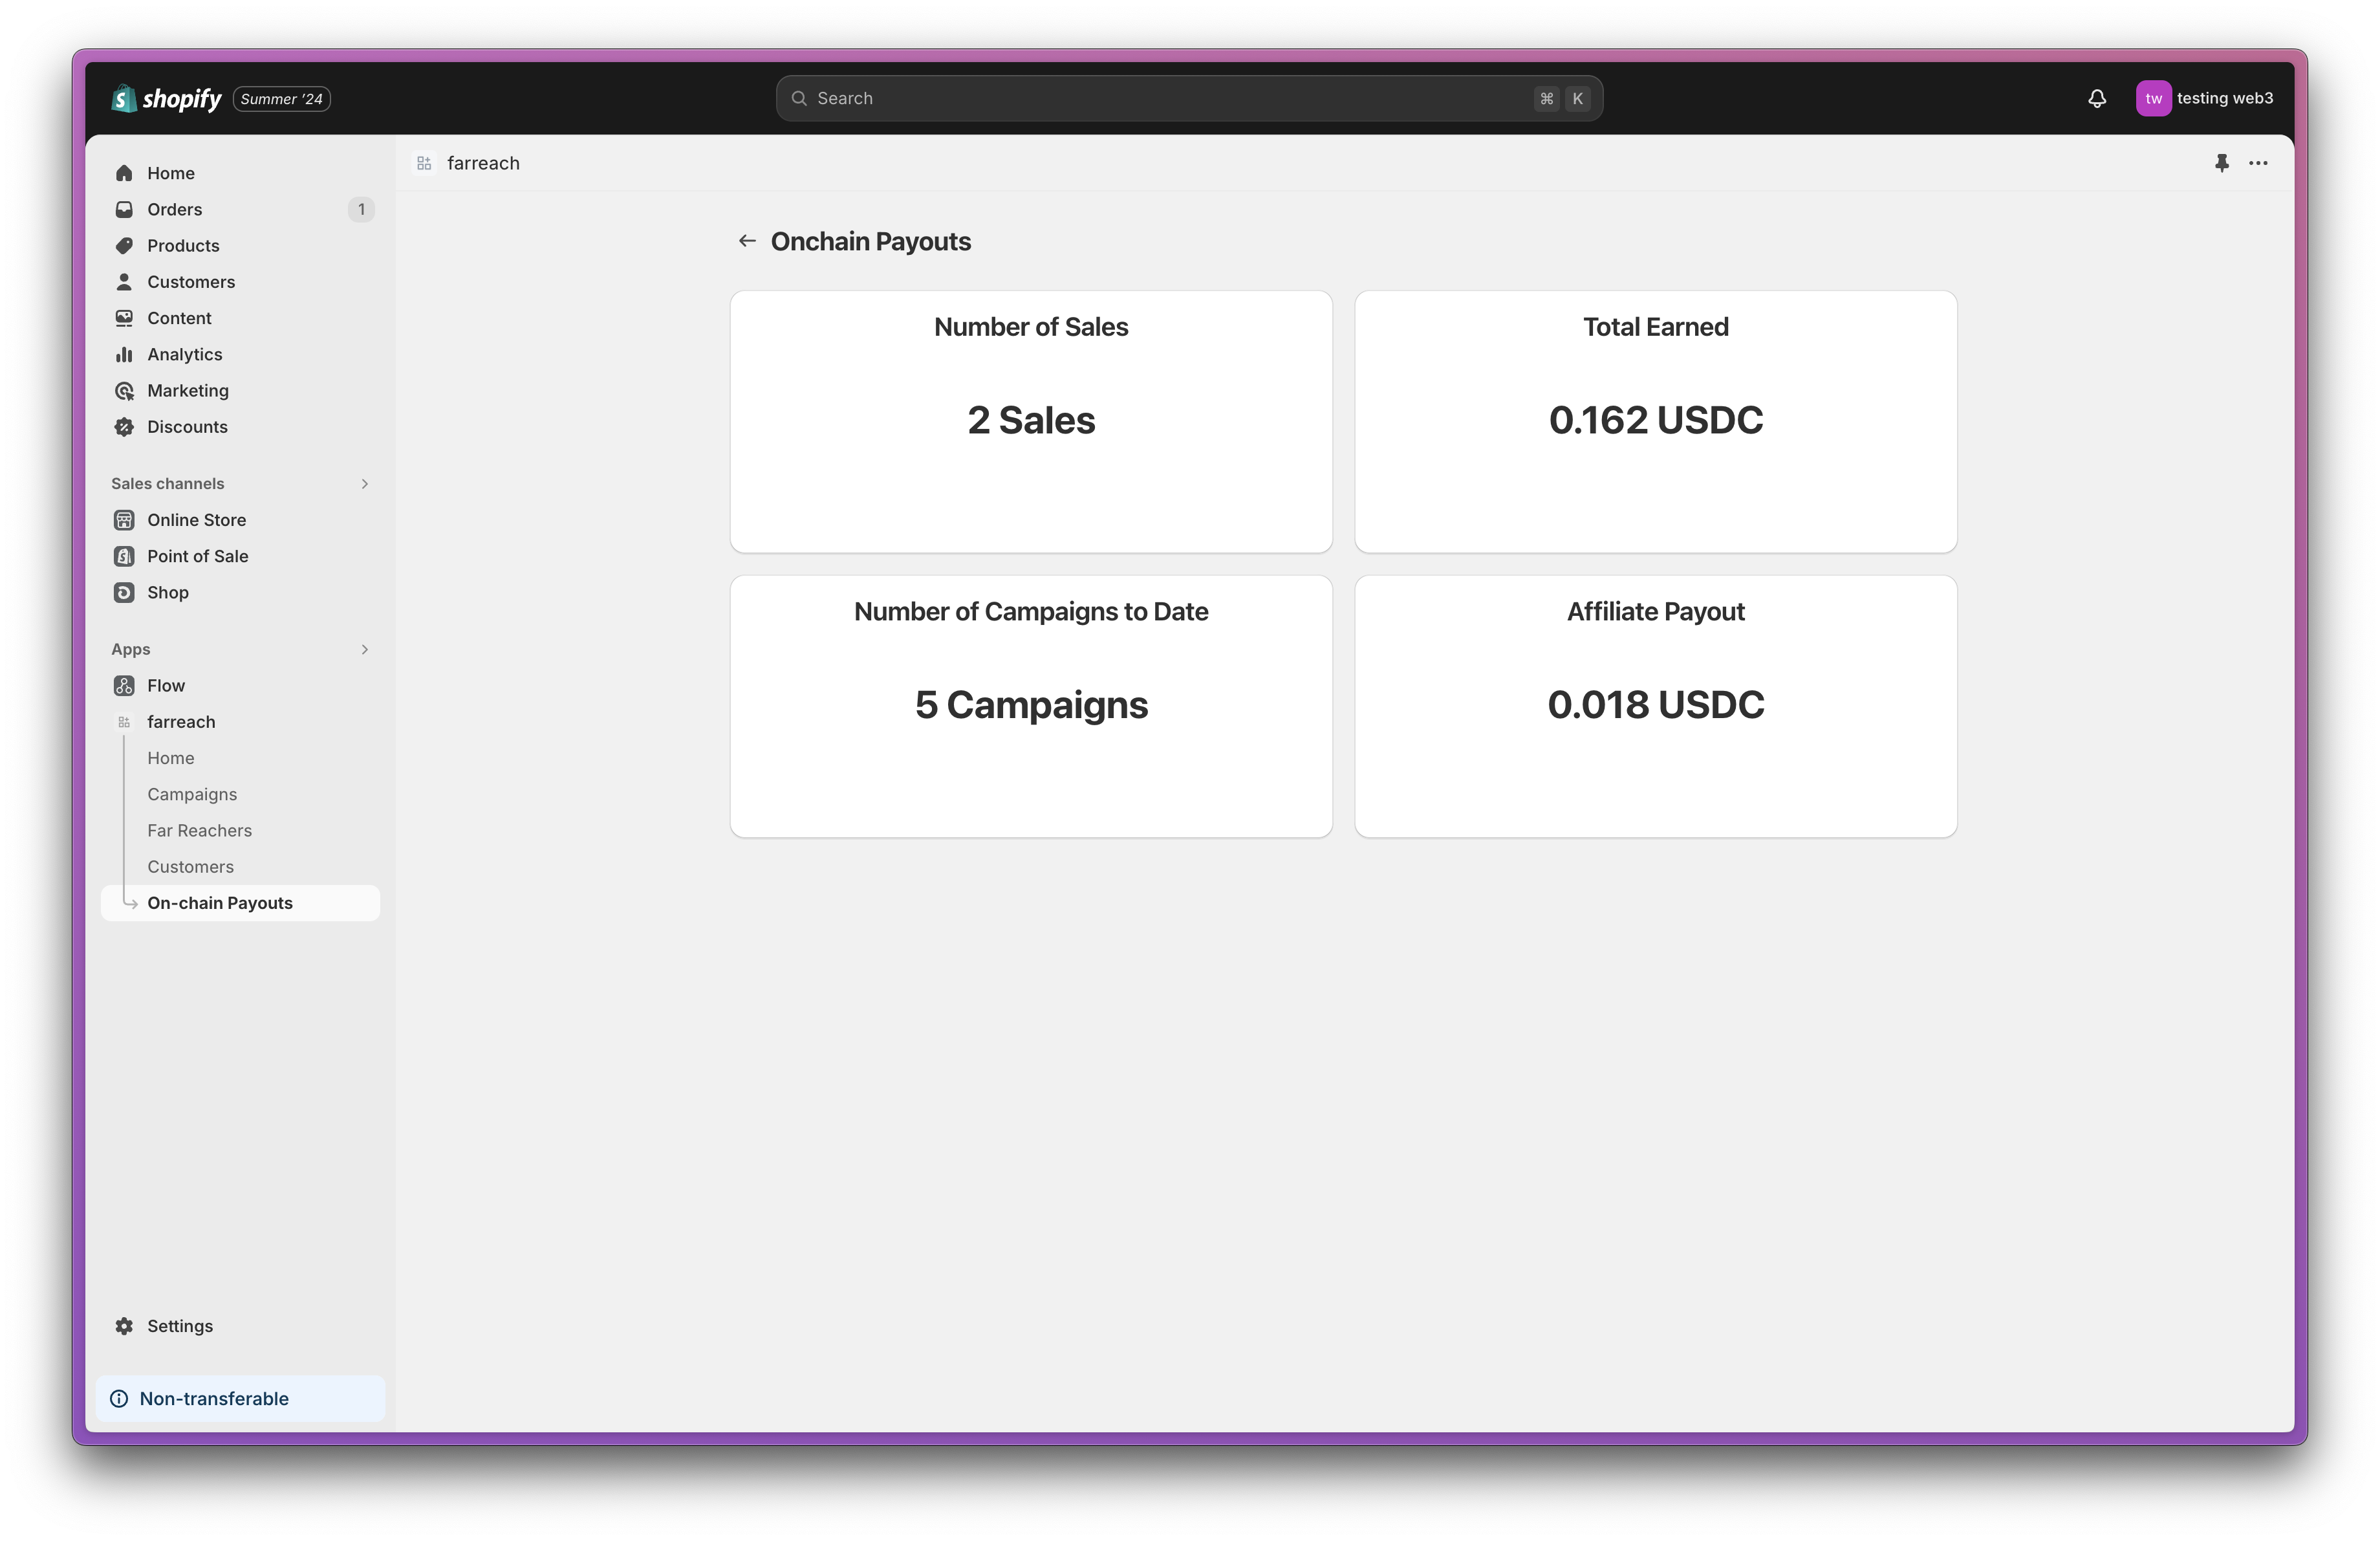 shopify Summer '24
Search
⌘ K
tw testing web3
Home
Orders 1
Products
Customers
Content
Analytics
Marketing
Discounts
Sales channels
Online Store
Point of Sale
Shop
Apps
Flow
farreach
Home
Campaigns
Far Reachers
Customers
On-chain Payouts
Settings
Non-transferable
farreach
Onchain Payouts
Number of Sales
2 Sales
Total Earned
0.162 USDC
Number of Campaigns to Date
5 Campaigns
Affiliate Payout
0.018 USDC